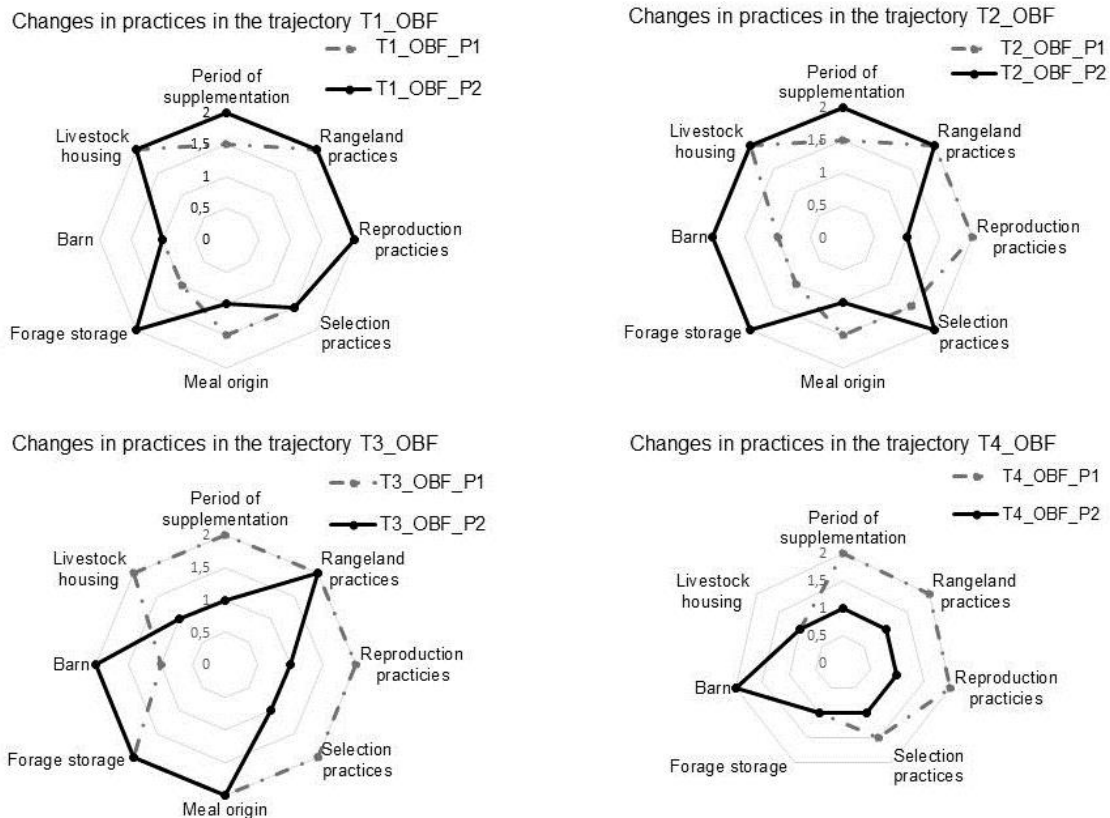 Changes in practices in the trajectory T1_OBF
T1_OBF_P1
T1_OBF_P2
Period of
supplementation
2
1,5
1
0,5
0
Rangeland
practices
Reproduction
practicies
Selection
practices
Meal origin
Forage storage
Barn
Livestock
housing
Changes in practices in the trajectory T2_OBF
T2_OBF_P1
T2_OBF_P2
Period of
supplementation
2
1,5
1
0,5
0
Rangeland
practices
Reproduction
practicies
Selection
practices
Meal origin
Forage storage
Barn
Livestock
housing
Changes in practices in the trajectory T3_OBF
T3_OBF_P1
T3_OBF_P2
Period of
supplementation
2
1,5
1
0,5
0
Rangeland
practices
Reproduction
practicies
Selection
practices
Meal origin
Forage storage
Barn
Livestock
housing
Changes in practices in the trajectory T4_OBF
T4_OBF_P1
T4_OBF_P2
Period of
supplementation
2
1,5
1
0,5
0
Rangeland
practices
Reproduction
practicies
Selection
practices
Forage storage
Barn
Livestock
housing